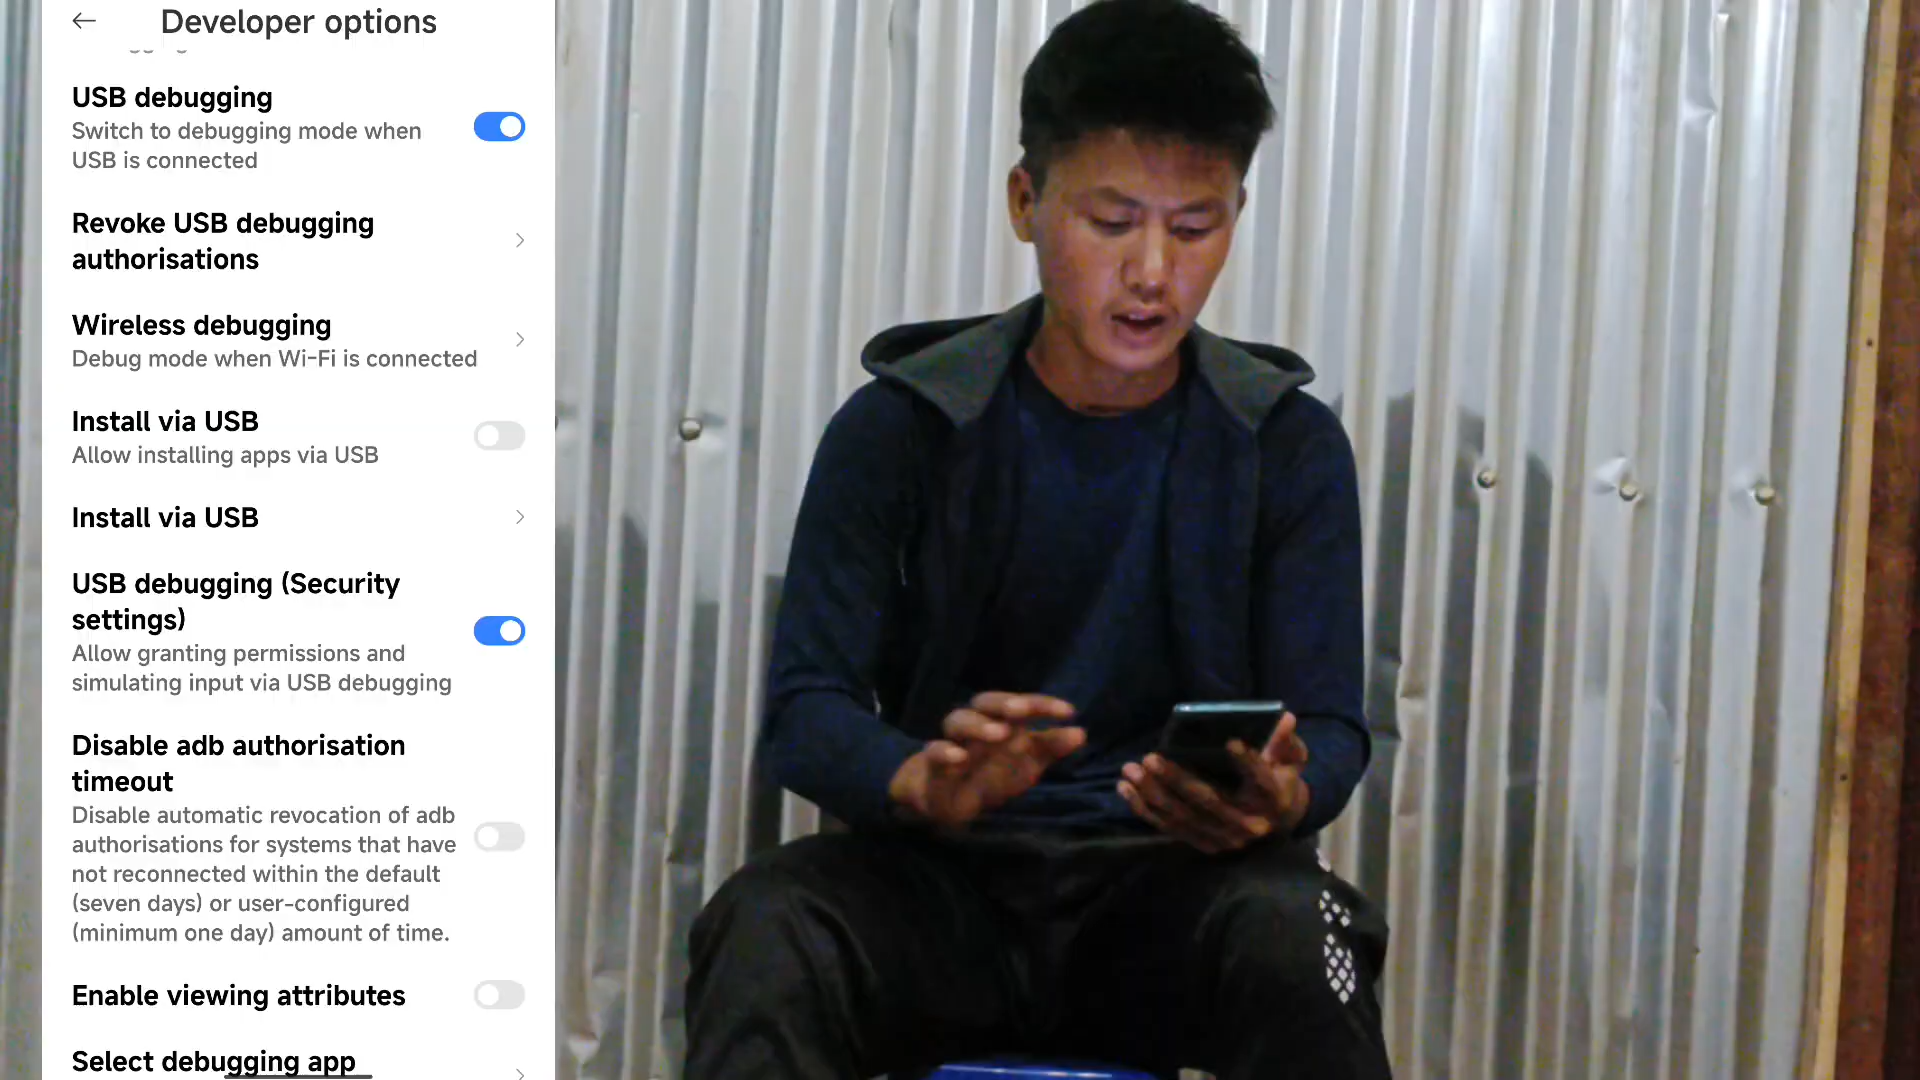 Developer options
USB debugging
Switch to debugging mode when
USB is connected
Revoke USB debugging
authorisations
Wireless debugging
Debug mode when Wi-Fi is connected
Install via USB
Allow installing apps via USB
Install via USB
USB debugging (Security
settings)
Allow granting permissions and
simulating input via USB debugging
Disable adb authorisation
timeout
Disable automatic revocation of adb
authorisations for systems that have
not reconnected within the default
(seven days) or user-configured
(minimum one day) amount of time.
Enable viewing attributes
Select debugging app